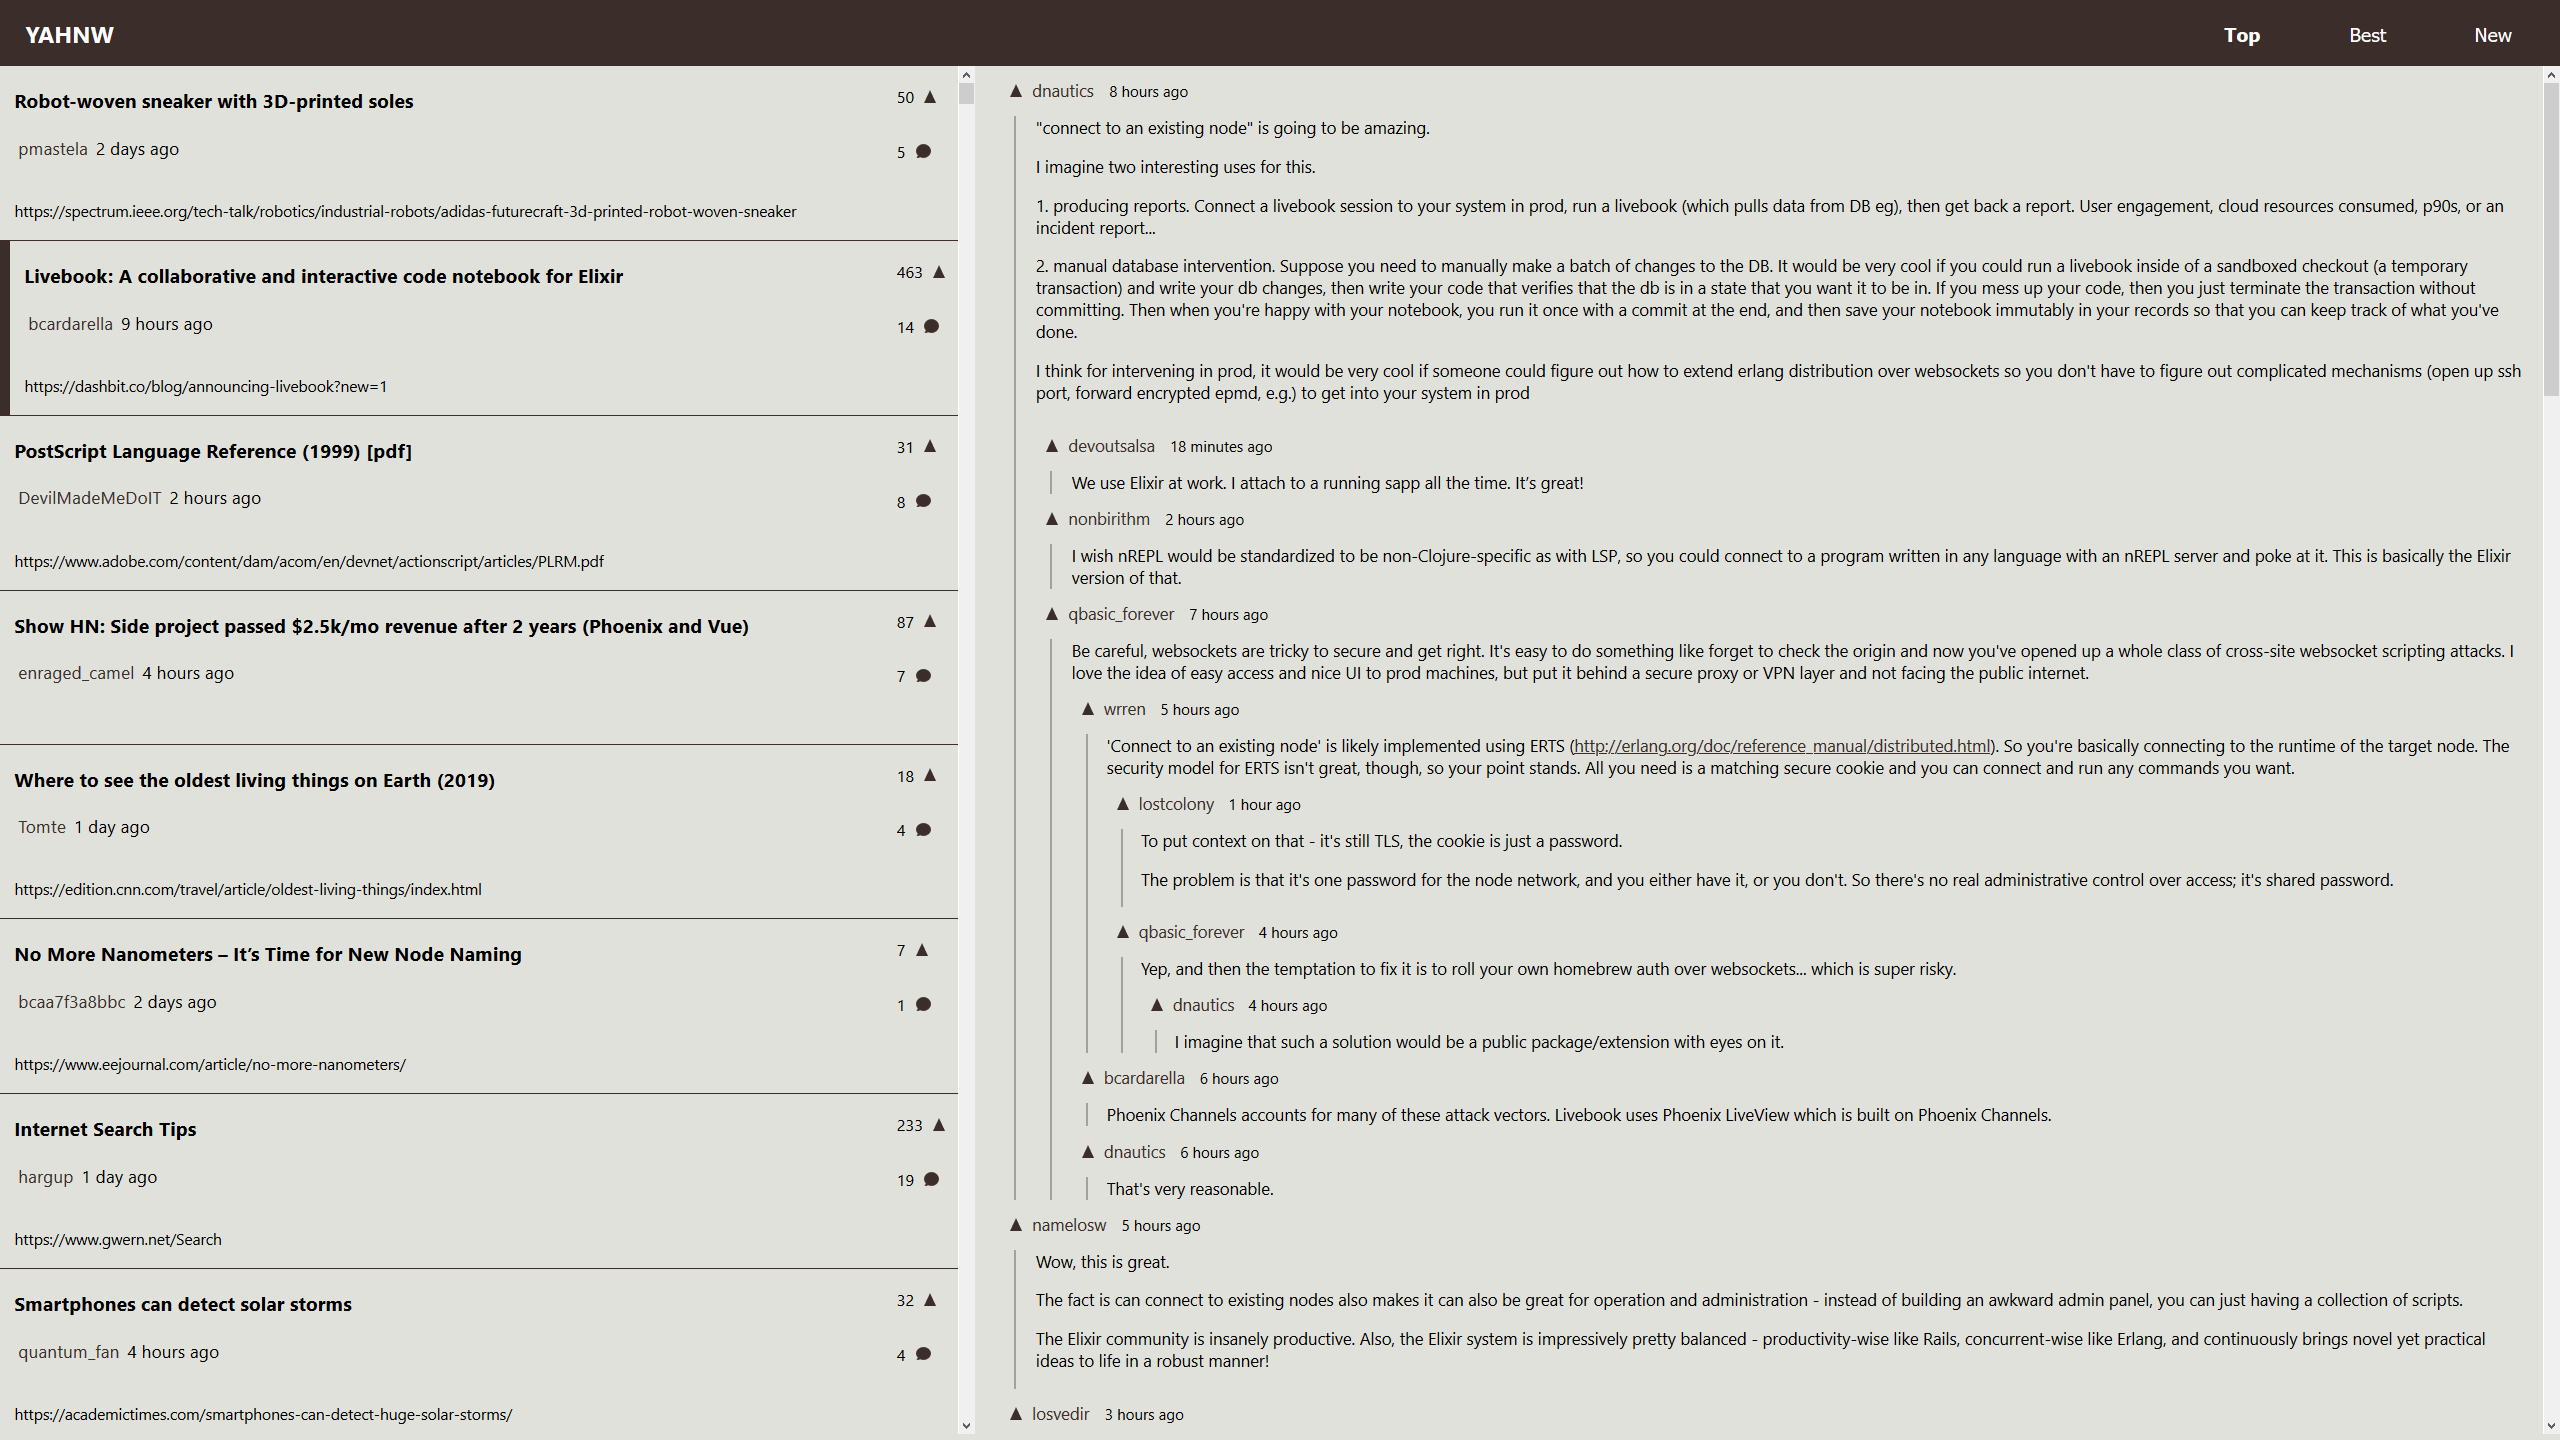 YAHNW
Top
Best
New
Robot-woven sneaker with 3D-printed soles
50
pmastela 2 days ago
5
https://spectrum.ieee.org/tech-talk/robotics/industrial-robots/adidas-futurecraft-3d-printed-robot-woven-sneaker
Livebook: A collaborative and interactive code notebook for Elixir
463
bcardarella 9 hours ago
14
https://dashbit.co/blog/announcing-livebook?new=1
PostScript Language Reference (1999) [pdf]
31
DevilMadeMeDoIT 2 hours ago
8
https://www.adobe.com/content/dam/acom/en/devnet/actionscript/articles/PLRM.pdf
Show HN: Side project passed $2.5k/mo revenue after 2 years (Phoenix and Vue)
87
enraged_camel 4 hours ago
7
Where to see the oldest living things on Earth (2019)
18
Tomte 1 day ago
4
https://edition.cnn.com/travel/article/oldest-living-things/index.html
No More Nanometers – It’s Time for New Node Naming
7
bcaa7f3a8bbc 2 days ago
1
https://www.eejournal.com/article/no-more-nanometers/
Internet Search Tips
233
hargup 1 day ago
19
https://www.gwern.net/Search
Smartphones can detect solar storms
32
quantum_fan 4 hours ago
4
https://academictimes.com/smartphones-can-detect-huge-solar-storms/
dnautics 8 hours ago
"connect to an existing node" is going to be amazing.
I imagine two interesting uses for this.
1. producing reports. Connect a livebook session to your system in prod, run a livebook (which pulls data from DB eg), then get back a report. User engagement, cloud resources consumed, p90s, or an
incident report...
2. manual database intervention. Suppose you need to manually make a batch of changes to the DB. It would be very cool if you could run a livebook inside of a sandboxed checkout (a temporary
transaction) and write your db changes, then write your code that verifies that the db is in a state that you want it to be in. If you mess up your code, then you just terminate the transaction without
committing. Then when you're happy with your notebook, you run it once with a commit at the end, and then save your notebook immutably in your records so that you can keep track of what you've
done.
I think for intervening in prod, it would be very cool if someone could figure out how to extend erlang distribution over websockets so you don't have to figure out complicated mechanisms (open up ssh
port, forward encrypted epmd, e.g.) to get into your system in prod
devoutsalsa 18 minutes ago
We use Elixir at work. I attach to a running sapp all the time. It’s great!
nonbirithm 2 hours ago
I wish nREPL would be standardized to be non-Clojure-specific as with LSP, so you could connect to a program written in any language with an nREPL server and poke at it. This is basically the Elixir
version of that.
qbasic_forever 7 hours ago
Be careful, websockets are tricky to secure and get right. It's easy to do something like forget to check the origin and now you've opened up a whole class of cross-site websocket scripting attacks. I
love the idea of easy access and nice UI to prod machines, but put it behind a secure proxy or VPN layer and not facing the public internet.
wrren 5 hours ago
'Connect to an existing node' is likely implemented using ERTS (http://erlang.org/doc/reference_manual/distributed.html). So you're basically connecting to the runtime of the target node. The
security model for ERTS isn't great, though, so your point stands. All you need is a matching secure cookie and you can connect and run any commands you want.
lostcolony 1 hour ago
To put context on that - it's still TLS, the cookie is just a password.
The problem is that it's one password for the node network, and you either have it, or you don't. So there's no real administrative control over access; it's shared password.
qbasic_forever 4 hours ago
Yep, and then the temptation to fix it is to roll your own homebrew auth over websockets... which is super risky.
dnautics 4 hours ago
I imagine that such a solution would be a public package/extension with eyes on it.
bcardarella 6 hours ago
Phoenix Channels accounts for many of these attack vectors. Livebook uses Phoenix LiveView which is built on Phoenix Channels.
dnautics 6 hours ago
That's very reasonable.
namelosw 5 hours ago
Wow, this is great.
The fact is can connect to existing nodes also makes it can also be great for operation and administration - instead of building an awkward admin panel, you can just having a collection of scripts.
The Elixir community is insanely productive. Also, the Elixir system is impressively pretty balanced - productivity-wise like Rails, concurrent-wise like Erlang, and continuously brings novel yet practical
ideas to life in a robust manner!
losvedir 3 hours ago